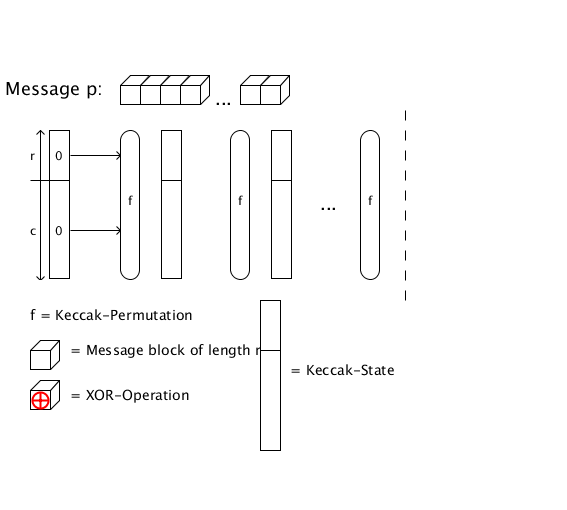 Message p:
...
r
0
f
f
...
f
c
0
f = Keccak-Permutation
= Message block of length r
= Keccak-State
= XOR-Operation